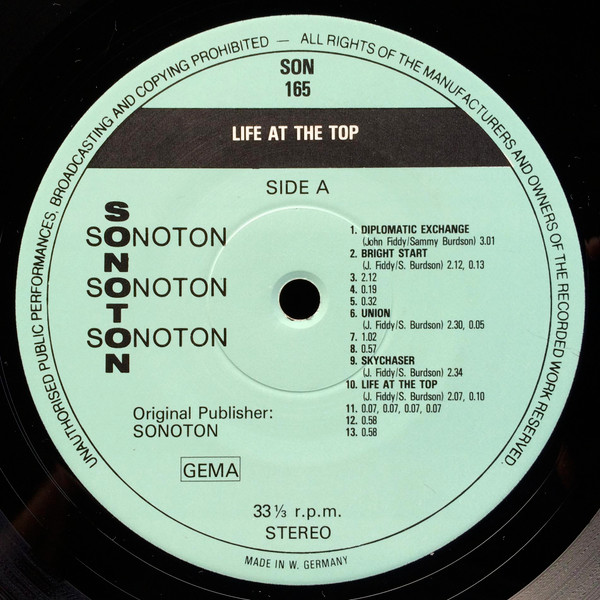 UNAUTHORISED PUBLIC PERFORMANCES, BROADCASTING AND COPYING PROHIBITED — ALL RIGHTS OF THE MANUFACTURERS AND OWNERS OF THE RECORDED WORK RESERVED.
SON
165
LIFE AT THE TOP
SIDE A
SONOTON
SONOTON
SONOTON
SONOTON
1. DIPLOMATIC EXCHANGE
(John Fiddy/Sammy Burdson) 3.01
2. BRIGHT START
(J. Fiddy/S. Burdson) 2.12, 0.13
3. 2.12
4. 0.19
5. 0.32
6. UNION
(J. Fiddy/S. Burdson) 2.30, 0.05
7. 1.02
8. 0.57
9. SKYCHASER
(J. Fiddy/S. Burdson) 2.34
10. LIFE AT THE TOP
(J. Fiddy/S. Burdson) 2.07, 0.10
11. 0.07, 0.07, 0.07, 0.07
12. 0.58
13. 0.58
Original Publisher:
SONOTON
GEMA
33⅓ r.p.m.
STEREO
MADE IN W. GERMANY